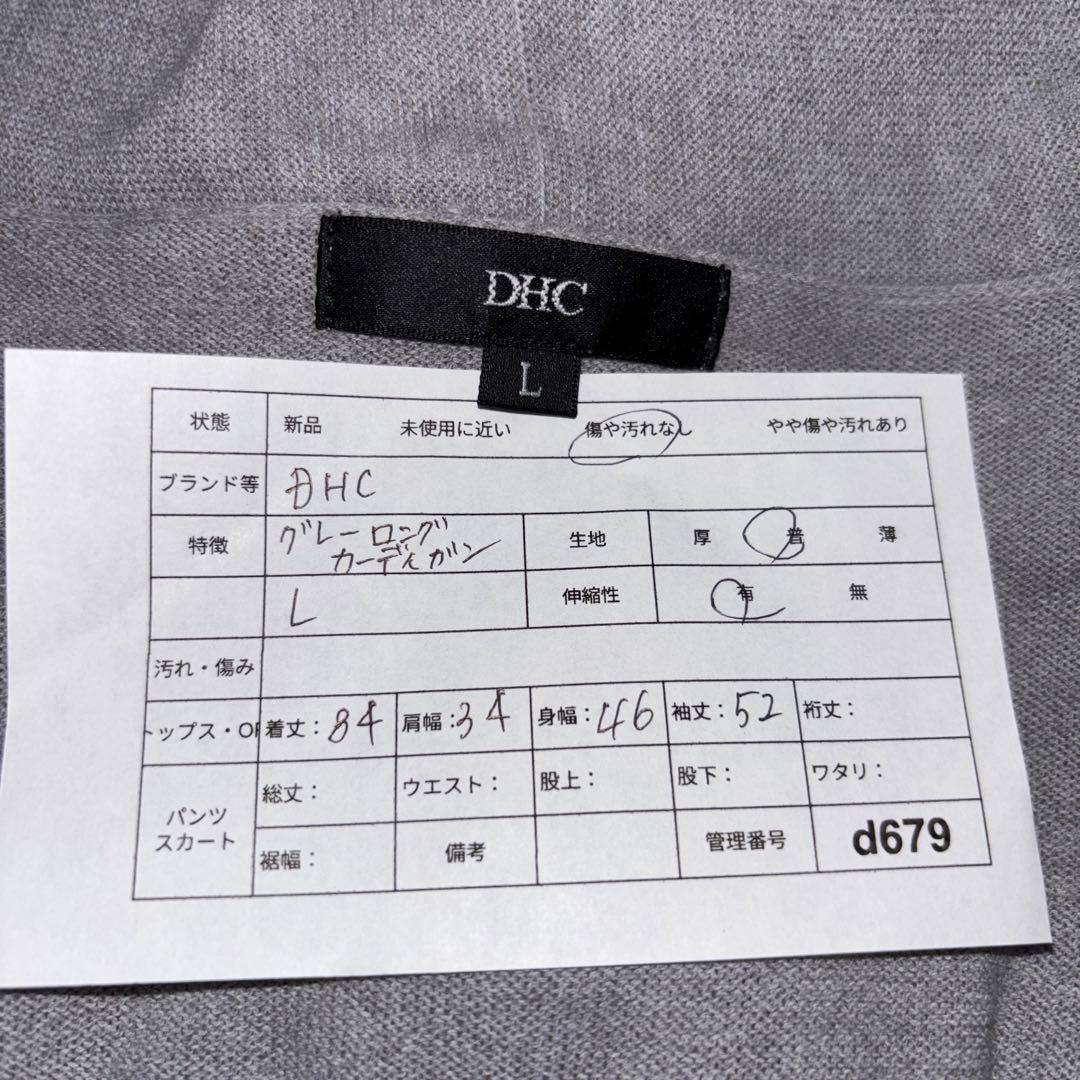 DHC
L
状態 新品 未使用に近い 傷や汚れなし やや傷や汚れあり
ブランド等 DHC
特徴 グレーロング
カーディガン 生地 厚 普 薄
L 伸縮性 有 無
汚れ・傷み
トップス・OP 着丈：84 肩幅：34 身幅：46 袖丈：52 裄丈：
パンツ
スカート 総丈： ウエスト： 股上： 股下： ワタリ：
裾幅： 備考 管理番号 d679